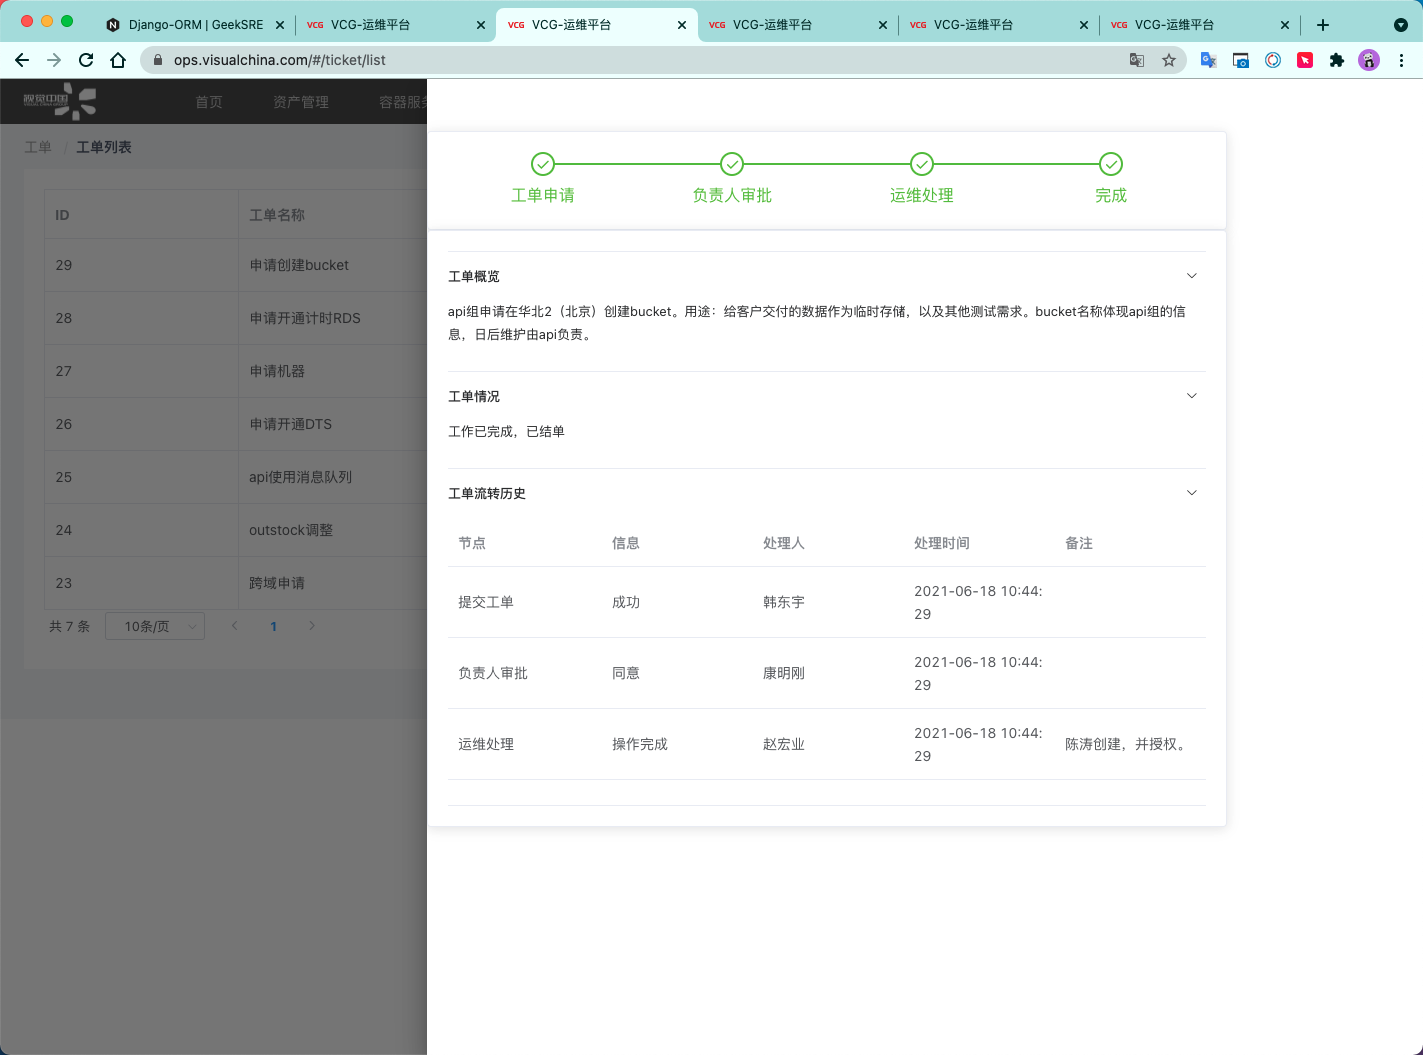 Django-ORM | GeekSRE
VCG VCG-运维平台
VCG VCG-运维平台
VCG VCG-运维平台
VCG VCG-运维平台
VCG VCG-运维平台
ops.visualchina.com/#/ticket/list
视觉中国
首页
资产管理
容器服务
工单 / 工单列表
ID
工单名称
29
申请创建bucket
28
申请开通计时RDS
27
申请机器
26
申请开通DTS
25
api使用消息队列
24
outstock调整
23
跨域申请
共 7 条
10条/页
1
工单申请
负责人审批
运维处理
完成
工单概览
api组申请在华北2（北京）创建bucket。用途：给客户交付的数据作为临时存储，以及其他测试需求。bucket名称体现api组的信
息，日后维护由api负责。
工单情况
工作已完成，已结单
工单流转历史
节点
信息
处理人
处理时间
备注
提交工单
成功
韩东宇
2021-06-18 10:44:
29
负责人审批
同意
康明刚
2021-06-18 10:44:
29
运维处理
操作完成
赵宏业
2021-06-18 10:44:
29
陈涛创建，并授权。